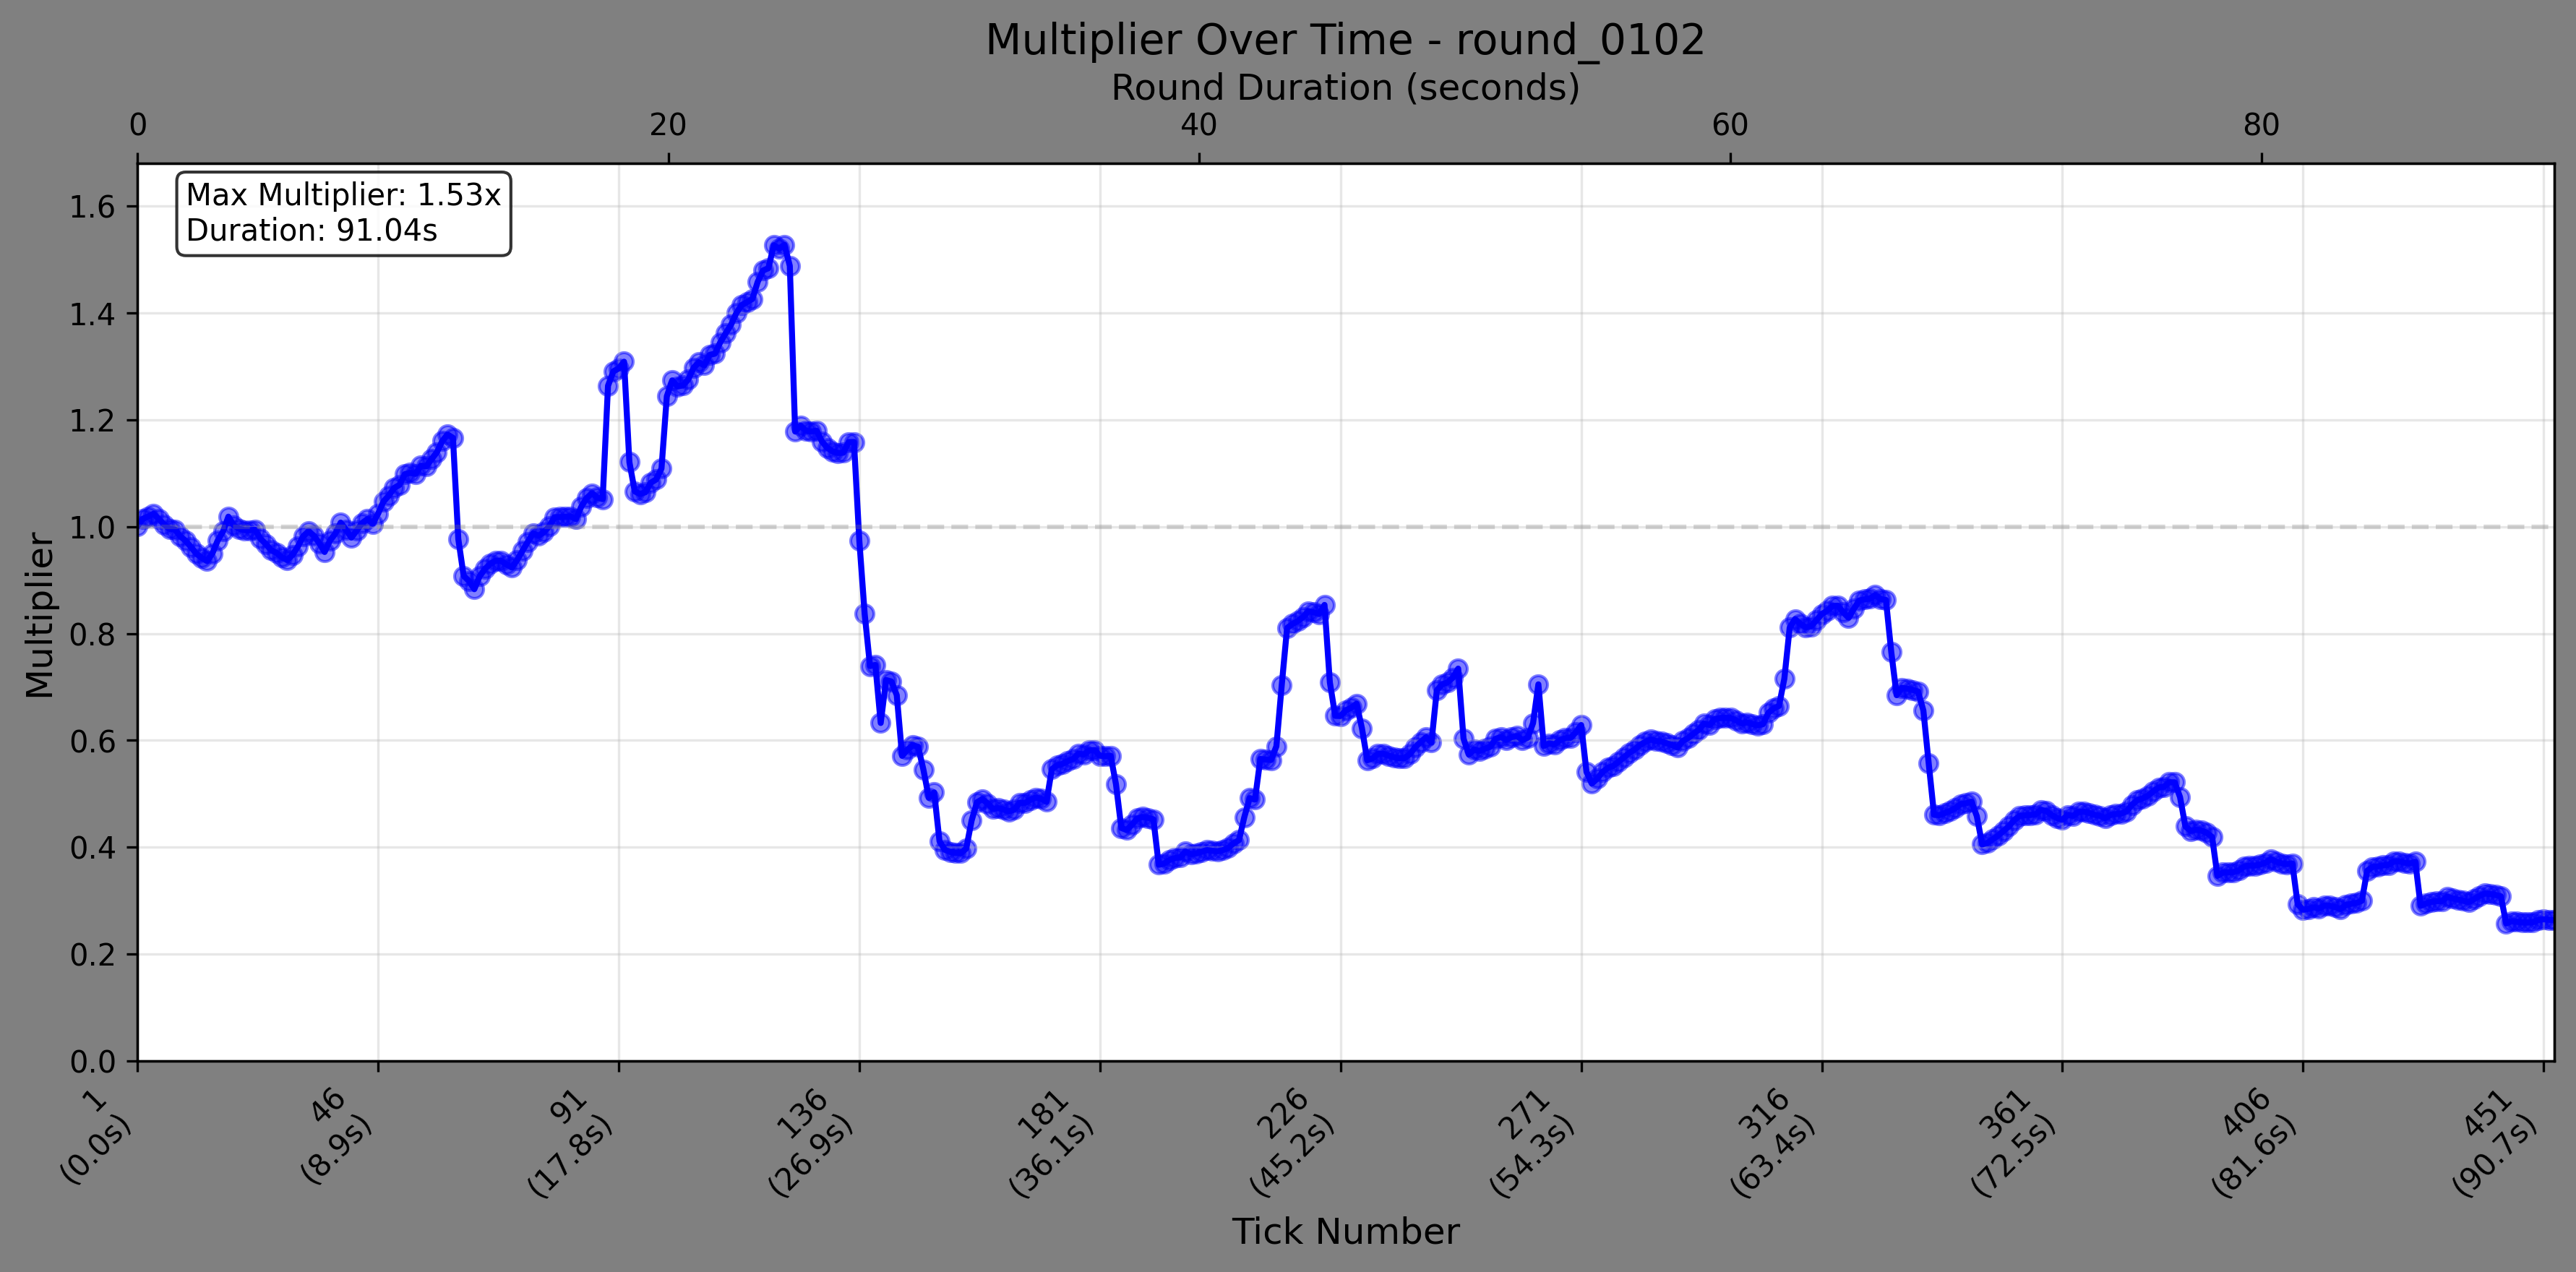 Multiplier Over Time - round_0102
Round Duration (seconds)
0 20 40 60 80
Max Multiplier: 1.53x
Duration: 91.04s
Multiplier
1.6
1.4
1.2
1.0
0.8
0.6
0.4
0.2
0.0
1
(0.0s)
46
(8.9s)
91
(17.8s)
136
(26.9s)
181
(36.1s)
226
(45.2s)
271
(54.3s)
316
(63.4s)
361
(72.5s)
406
(81.6s)
451
(90.7s)
Tick Number